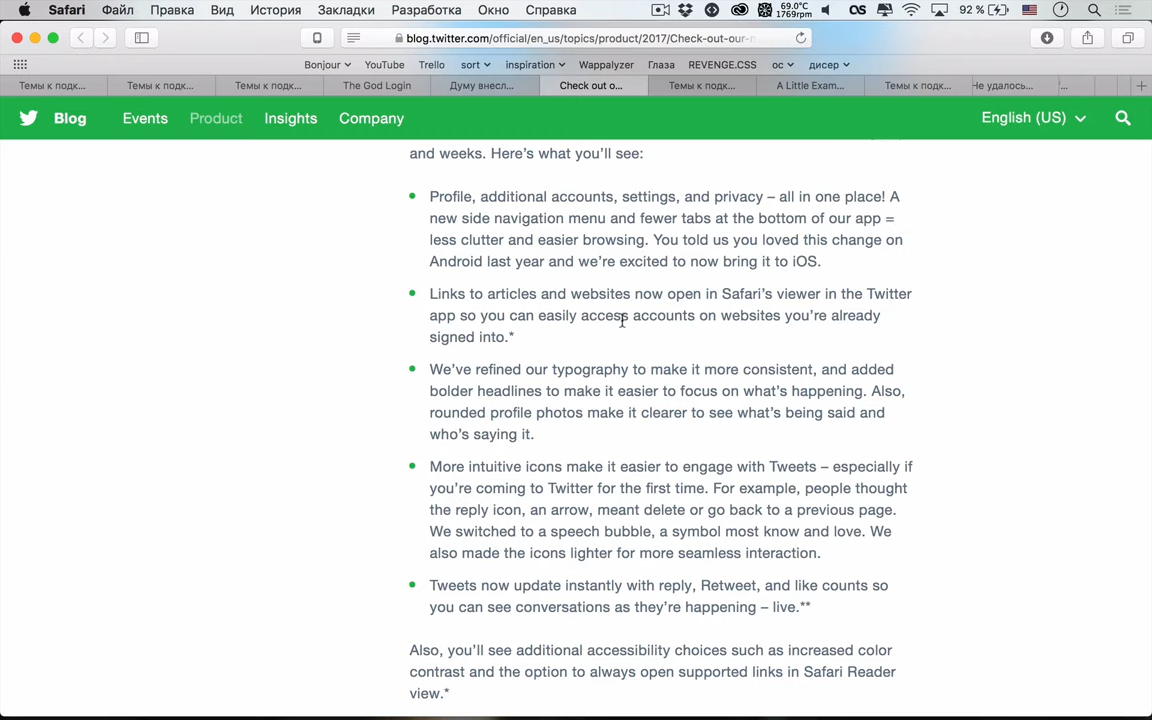 Safari Файл Правка Вид История Закладки Разработка Окно Справка 69.0°C 1769rpm OS 92 %
blog.twitter.com/official/en_us/topics/product/2017/Check-out-our-
Bonjour YouTube Trello sort inspiration Wappalyzer Глаза REVENGE.CSS ос дисер
Темы к подк... Темы к подк... Темы к подк... The God Login Думу внесл... Check out o... Темы к подк... A Little Exam... Темы к подк... Не удалось...
Blog Events Product Insights Company English (US)
and weeks. Here’s what you’ll see:
Profile, additional accounts, settings, and privacy – all in one place! A
new side navigation menu and fewer tabs at the bottom of our app =
less clutter and easier browsing. You told us you loved this change on
Android last year and we’re excited to now bring it to iOS.
Links to articles and websites now open in Safari’s viewer in the Twitter
app so you can easily access accounts on websites you’re already
signed into.*
We’ve refined our typography to make it more consistent, and added
bolder headlines to make it easier to focus on what’s happening. Also,
rounded profile photos make it clearer to see what’s being said and
who’s saying it.
More intuitive icons make it easier to engage with Tweets – especially if
you’re coming to Twitter for the first time. For example, people thought
the reply icon, an arrow, meant delete or go back to a previous page.
We switched to a speech bubble, a symbol most know and love. We
also made the icons lighter for more seamless interaction.
Tweets now update instantly with reply, Retweet, and like counts so
you can see conversations as they’re happening – live.**
Also, you’ll see additional accessibility choices such as increased color
contrast and the option to always open supported links in Safari Reader
view.*